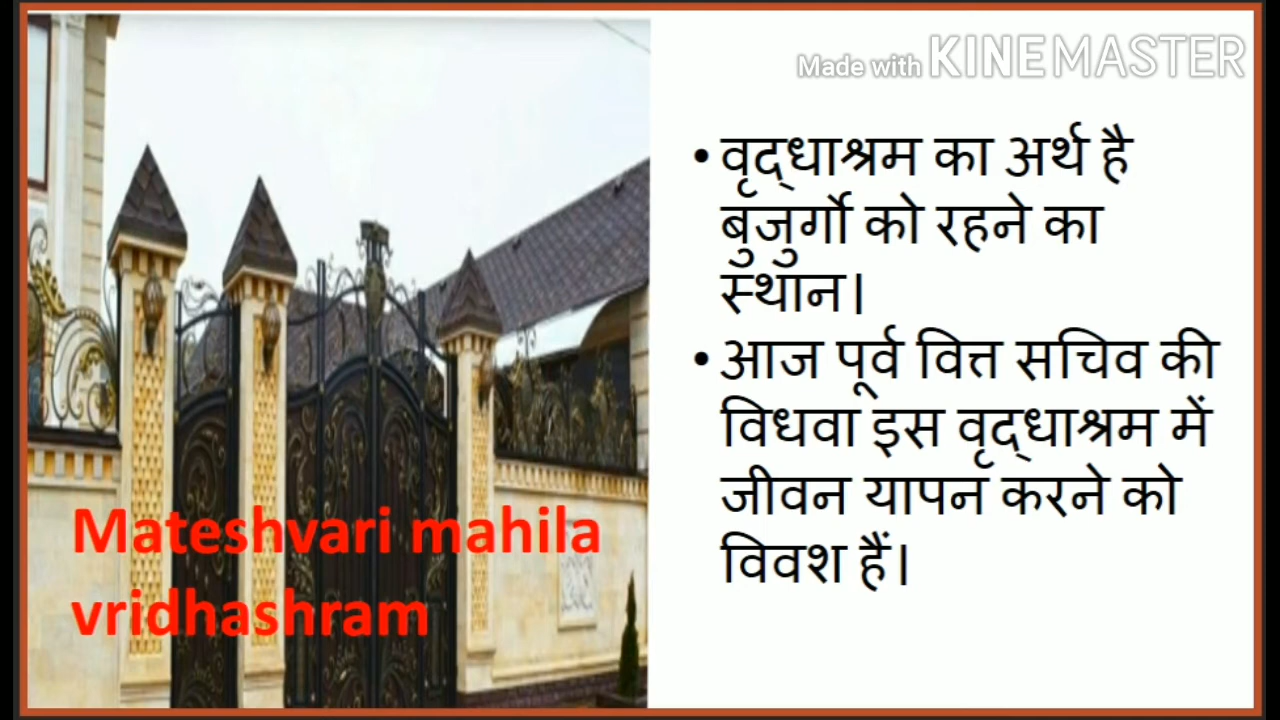 Made with KINEMASTER
• वृद्धाश्रम का अर्थ है
बुजुर्गो को रहने का
स्थान।
• आज पूर्व वित्त सचिव की
विधवा इस वृद्धाश्रम में
जीवन यापन करने को
विवश हैं।
Mateshvari mahila
vridhashram